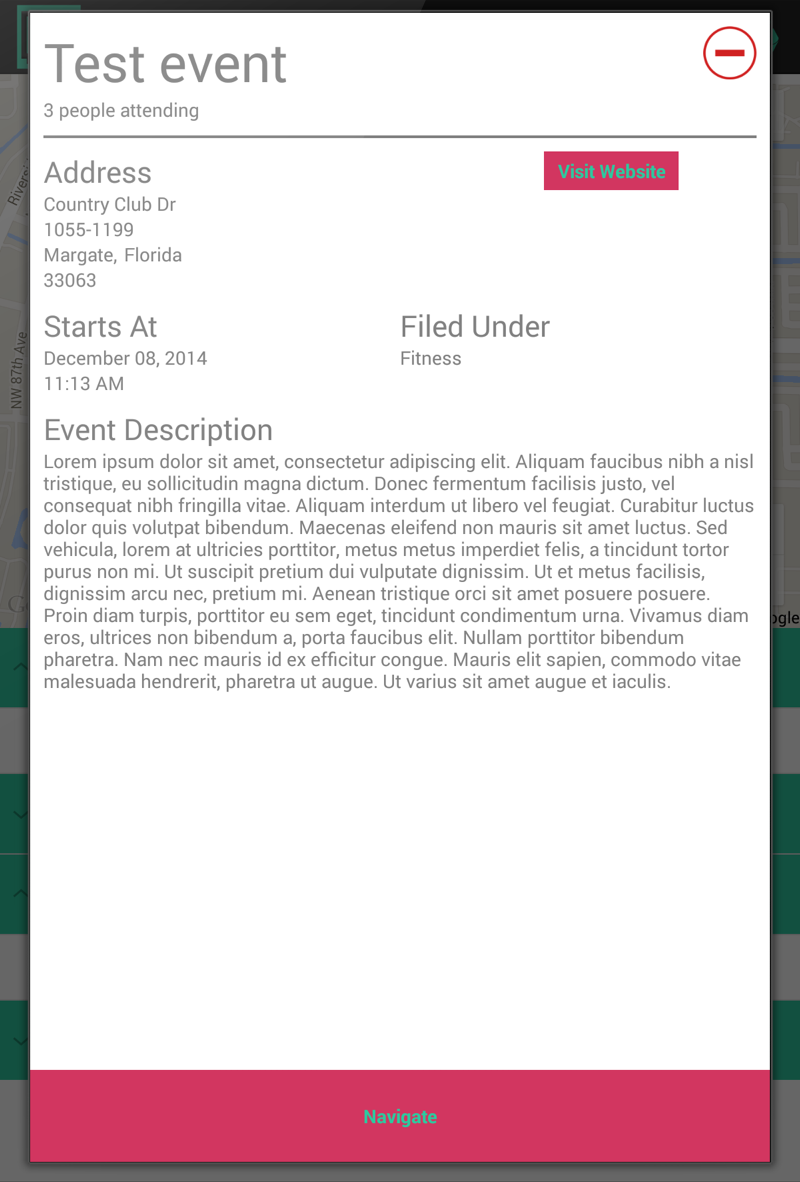 Test event
3 people attending
Address
Visit Website
Country Club Dr
1055-1199
Margate, Florida
33063
Starts At
Filed Under
December 08, 2014
Fitness
11:13 AM
Event Description
Lorem ipsum dolor sit amet, consectetur adipiscing elit. Aliquam faucibus nibh a nisl
tristique, eu sollicitudin magna dictum. Donec fermentum facilisis justo, vel
consequat nibh fringilla vitae. Aliquam interdum ut libero vel feugiat. Curabitur luctus
dolor quis volutpat bibendum. Maecenas eleifend non mauris sit amet luctus. Sed
vehicula, lorem at ultricies porttitor, metus metus imperdiet felis, a tincidunt tortor
purus non mi. Ut suscipit pretium dui vulputate dignissim. Ut et metus facilisis,
dignissim arcu nec, pretium mi. Aenean tristique orci sit amet posuere posuere.
Proin diam turpis, porttitor eu sem eget, tincidunt condimentum urna. Vivamus diam
eros, ultrices non bibendum a, porta faucibus elit. Nullam porttitor bibendum
pharetra. Nam nec mauris id ex efficitur congue. Mauris elit sapien, commodo vitae
malesuada hendrerit, pharetra ut augue. Ut varius sit amet augue et iaculis.
Navigate
NW 87th Ave